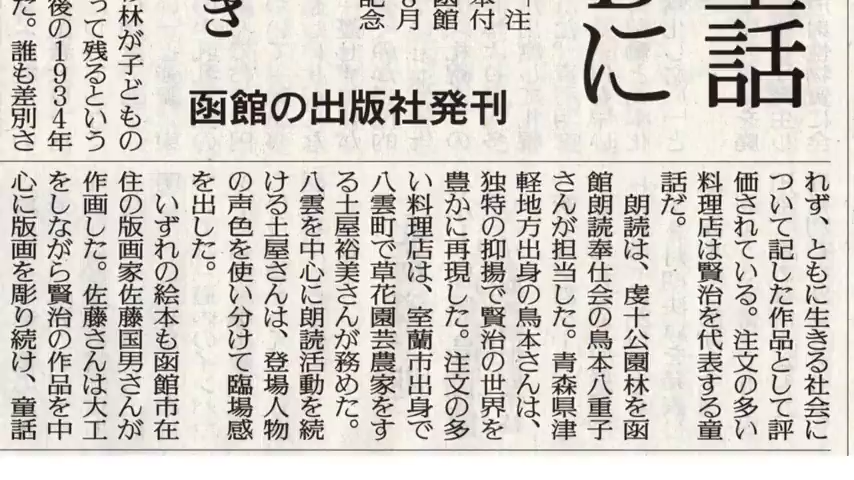 話
に
き
注
本付
函館
8月
記念
函館の出版社発刊
林が子どもの
って残るという
後の1934年
た。誰も差別さ
れず、ともに生きる社会に
ついて記した作品として評
価されている。注文の多い
料理店は賢治を代表する童
話だ。
朗読は、虔十公園林を函
館朗読奉仕会の鳥本八重子
さんが担当した。青森県津
軽地方出身の鳥本さんは、
独特の抑揚で賢治の世界を
豊かに再現した。注文の多
い料理店は、室蘭市出身で
八雲町で草花園芸農家をす
る土屋裕美さんが務めた。
八雲を中心に朗読活動を続
ける土屋さんは、登場人物
の声色を使い分けて臨場感
を出した。
いずれの絵本も函館市在
住の版画家佐藤国男さんが
作画した。佐藤さんは大工
をしながら賢治の作品を中
心に版画を彫り続け、童話